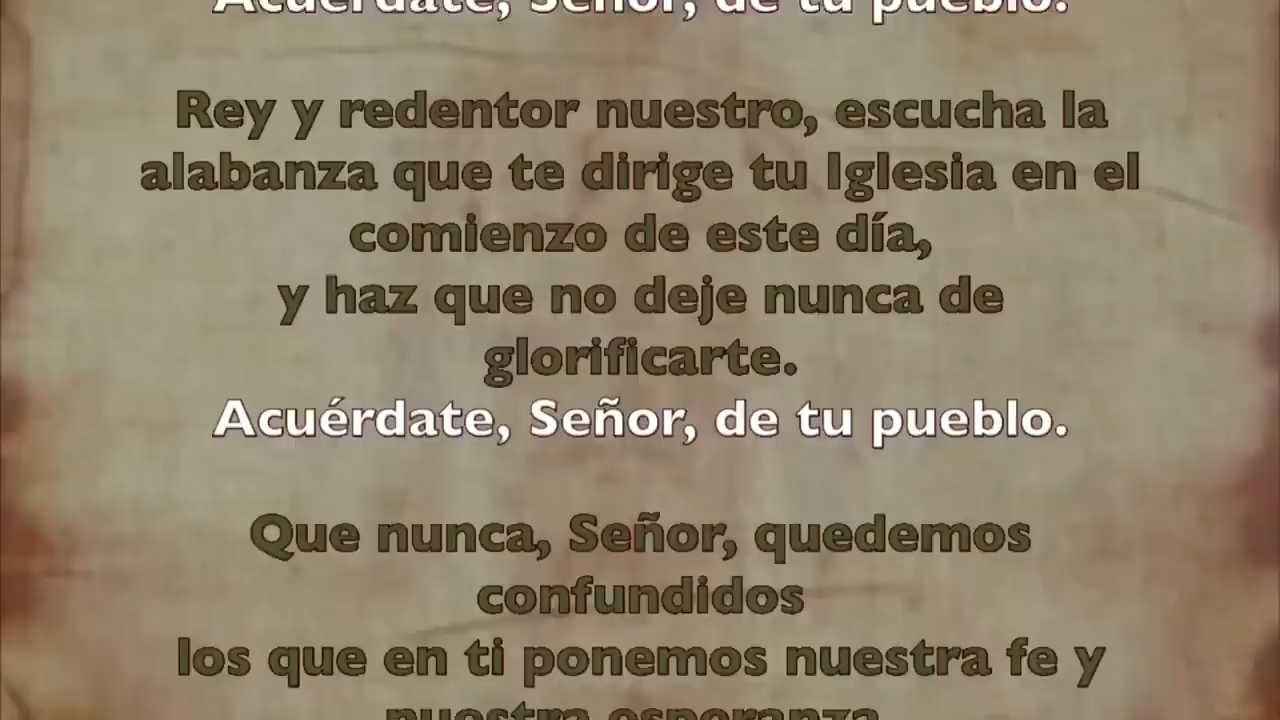 Acuérdate, Señor, de tu pueblo.
Rey y redentor nuestro, escucha la
alabanza que te dirige tu Iglesia en el
comienzo de este día,
y haz que no deje nunca de
glorificarte.
Acuérdate, Señor, de tu pueblo.
Que nunca, Señor, quedemos
confundidos
los que en ti ponemos nuestra fe y
nuestra esperanza